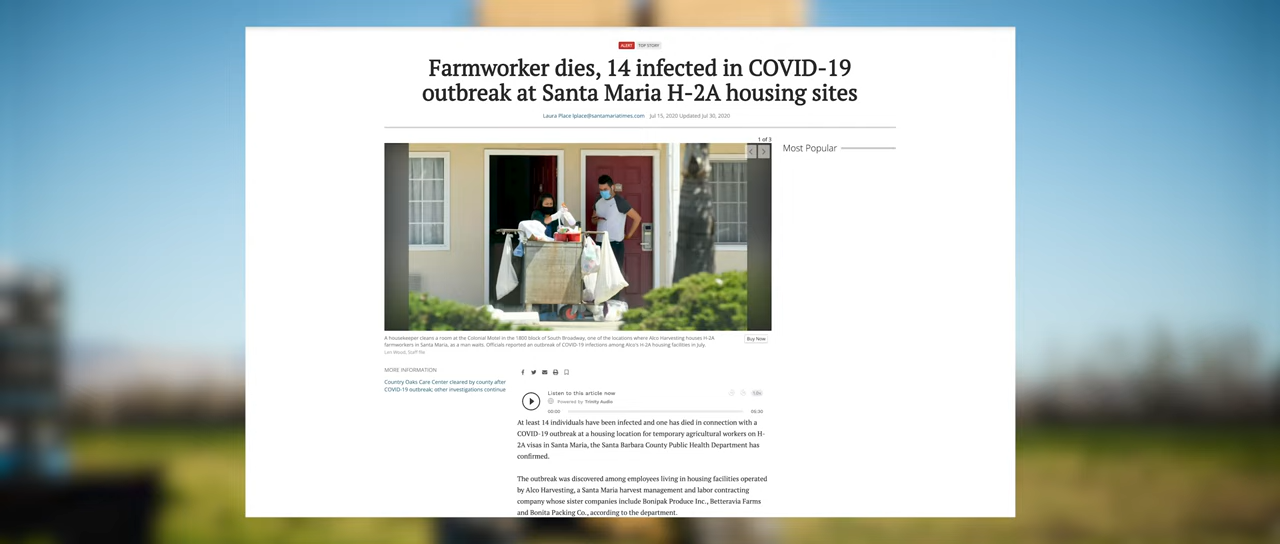 ALERT TOP STORY
Farmworker dies, 14 infected in COVID-19
outbreak at Santa Maria H-2A housing sites
Laura Place lplace@santamariatimes.com Jul 15, 2020 Updated Jul 30, 2020
1 of 3
Most Popular
A housekeeper cleans a room at the Colonial Motel in the 1800 block of South Broadway, one of the locations where Alco Harvesting houses H-2A
farmworkers in Santa Maria, as a man waits. Officials reported an outbreak of COVID-19 infections among Alco's H-2A housing facilities in July.
Len Wood, Staff file
Buy Now
MORE INFORMATION
Country Oaks Care Center cleared by county after
COVID-19 outbreak; other investigations continue
Listen to this article now
Powered by Trinity Audio
00:00
06:30
At least 14 individuals have been infected and one has died in connection with a
COVID-19 outbreak at a housing location for temporary agricultural workers on H-
2A visas in Santa Maria, the Santa Barbara County Public Health Department has
confirmed.
The outbreak was discovered among employees living in housing facilities operated
by Alco Harvesting, a Santa Maria harvest management and labor contracting
company whose sister companies include Bonipak Produce Inc., Betteravia Farms
and Bonita Packing Co., according to the department.